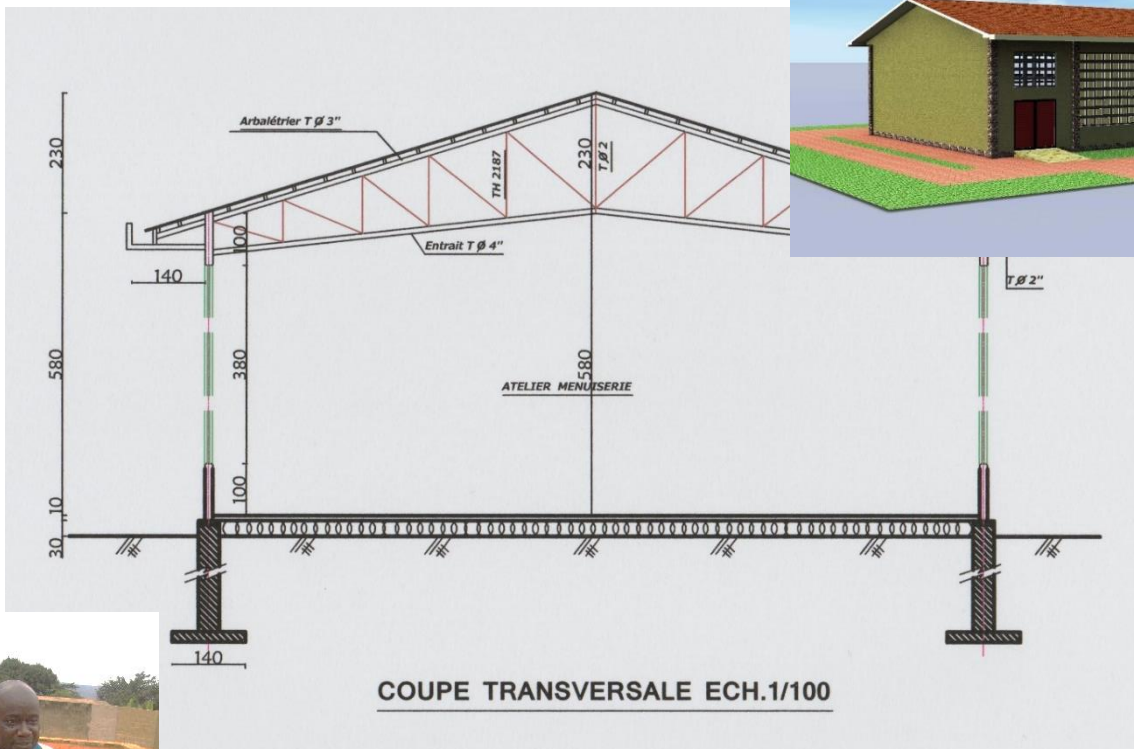 Arbalétrier T Ø 3"
230
230
T Ø 2
TH 2187
100
Entrait T Ø 4"
140
T Ø 2"
580
380
580
ATELIER MENUISERIE
100
10
30
140
COUPE TRANSVERSALE ECH.1/100